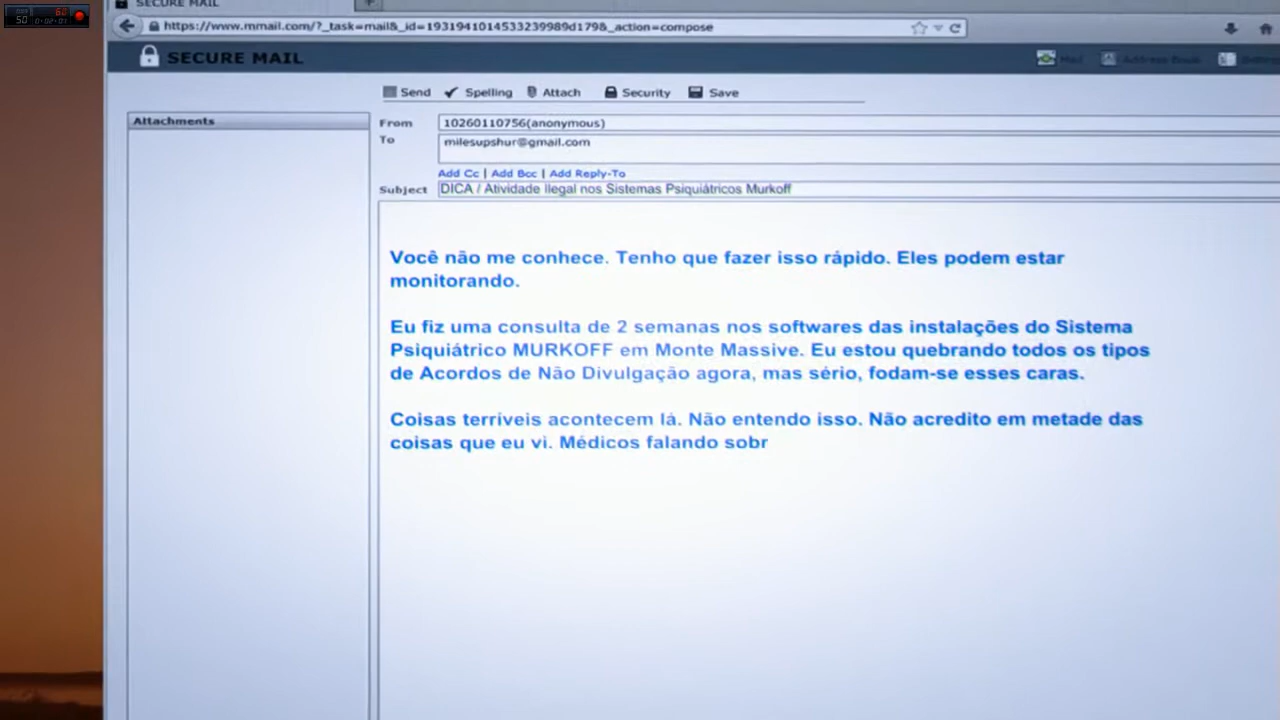 SECURE MAIL
https://www.mmail.com/?_task=mail&_id=1931941014533239989d179&_action=compose
SECURE MAIL
Mail Address Book
Send Spelling Attach Security Save
Attachments
From 10260110756(anonymous)
To milesupshur@gmail.com
Add Cc | Add Bcc | Add Reply-To
Subject DICA / Atividade Ilegal nos Sistemas Psiquiátricos Murkoff
Você não me conhece. Tenho que fazer isso rápido. Eles podem estar
monitorando.
Eu fiz uma consulta de 2 semanas nos softwares das instalações do Sistema
Psiquiátrico MURKOFF em Monte Massive. Eu estou quebrando todos os tipos
de Acordos de Não Divulgação agora, mas sério, fodam-se esses caras.
Coisas terríveis acontecem lá. Não entendo isso. Não acredito em metade das
coisas que eu vi. Médicos falando sobr